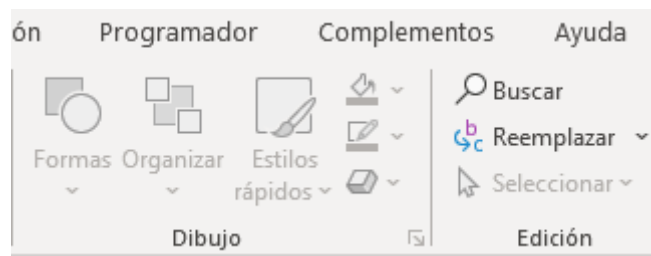 ón Programador Complementos Ayuda
Formas Organizar Estilos rápidos
Buscar
Reemplazar
Seleccionar
Dibujo Edición